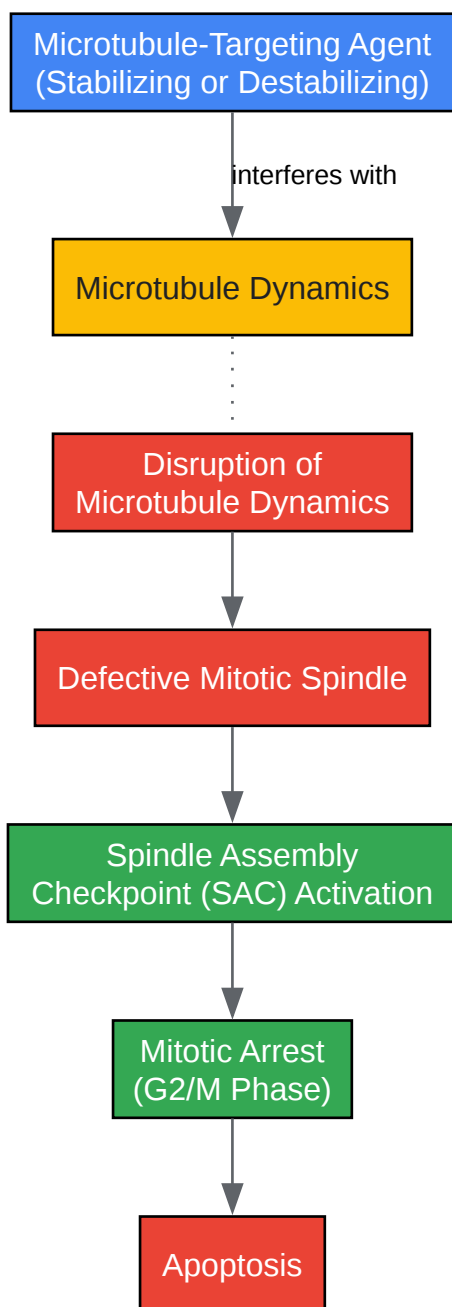 Microtubule-Targeting Agent
(Stabilizing or Destabilizing)
interferes with
Microtubule Dynamics
Disruption of
Microtubule Dynamics
Defective Mitotic Spindle
Spindle Assembly
Checkpoint (SAC) Activation
Mitotic Arrest
(G2/M Phase)
Apoptosis